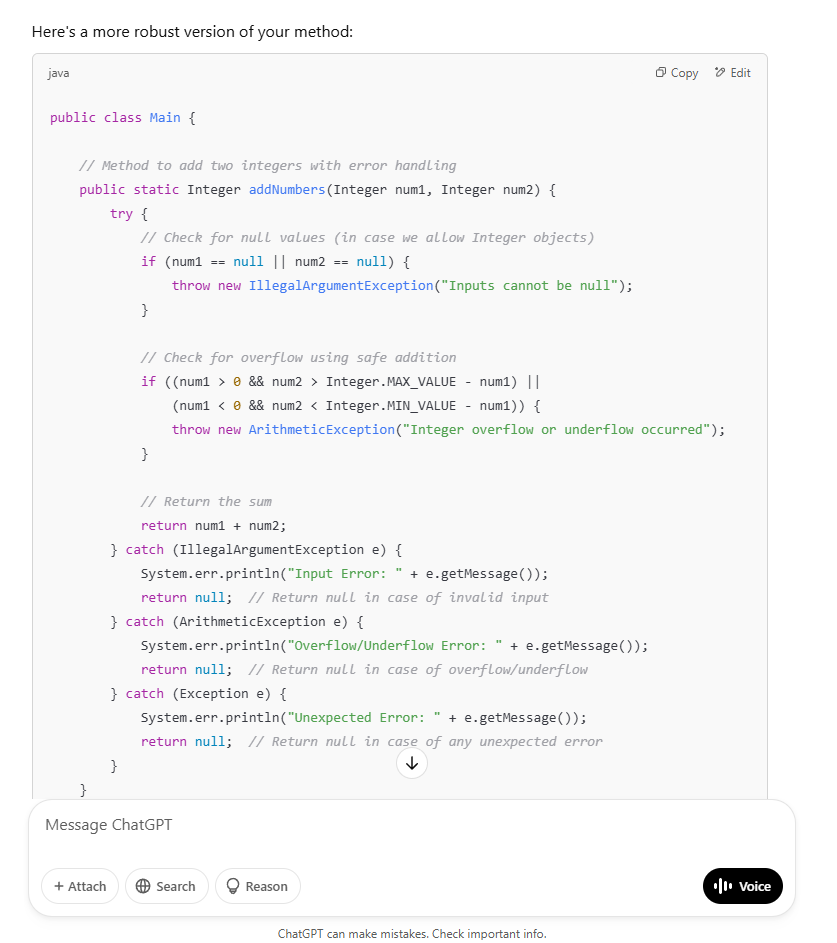 Here's a more robust version of your method:
java
Copy
Edit
public class Main {
// Method to add two integers with error handling
public static Integer addNumbers(Integer num1, Integer num2) {
try {
// Check for null values (in case we allow Integer objects)
if (num1 == null || num2 == null) {
throw new IllegalArgumentException("Inputs cannot be null");
}
// Check for overflow using safe addition
if ((num1 > 0 && num2 > Integer.MAX_VALUE - num1) ||
(num1 < 0 && num2 < Integer.MIN_VALUE - num1)) {
throw new ArithmeticException("Integer overflow or underflow occurred");
}
// Return the sum
return num1 + num2;
} catch (IllegalArgumentException e) {
System.err.println("Input Error: " + e.getMessage());
return null;  // Return null in case of invalid input
} catch (ArithmeticException e) {
System.err.println("Overflow/Underflow Error: " + e.getMessage());
return null;  // Return null in case of overflow/underflow
} catch (Exception e) {
System.err.println("Unexpected Error: " + e.getMessage());
return null;  // Return null in case of any unexpected error
}
}
Message ChatGPT
+ Attach
Search
Reason
Voice
ChatGPT can make mistakes. Check important info.